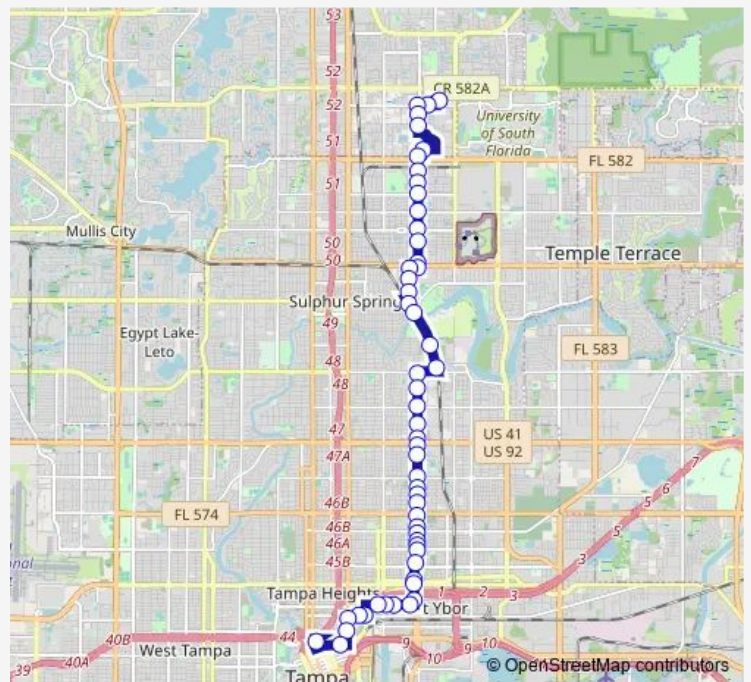 53
52
CR 582A
52
University
of South
Florida
51
FL 582
51
Mullis City
50
50
Temple Terrace
Sulphur Spring
49
Egypt Lake-
Leto
FL 583
48
48
47
US 41
US 92
47A
7
6
46B
5
FL 574
46B
46A
5
45B
3
Tampa Heights
1
2
3
t Ybor
40B
44
9
9
10
West Tampa
10
39
40A
© OpenStreetMap contributors
Tampa